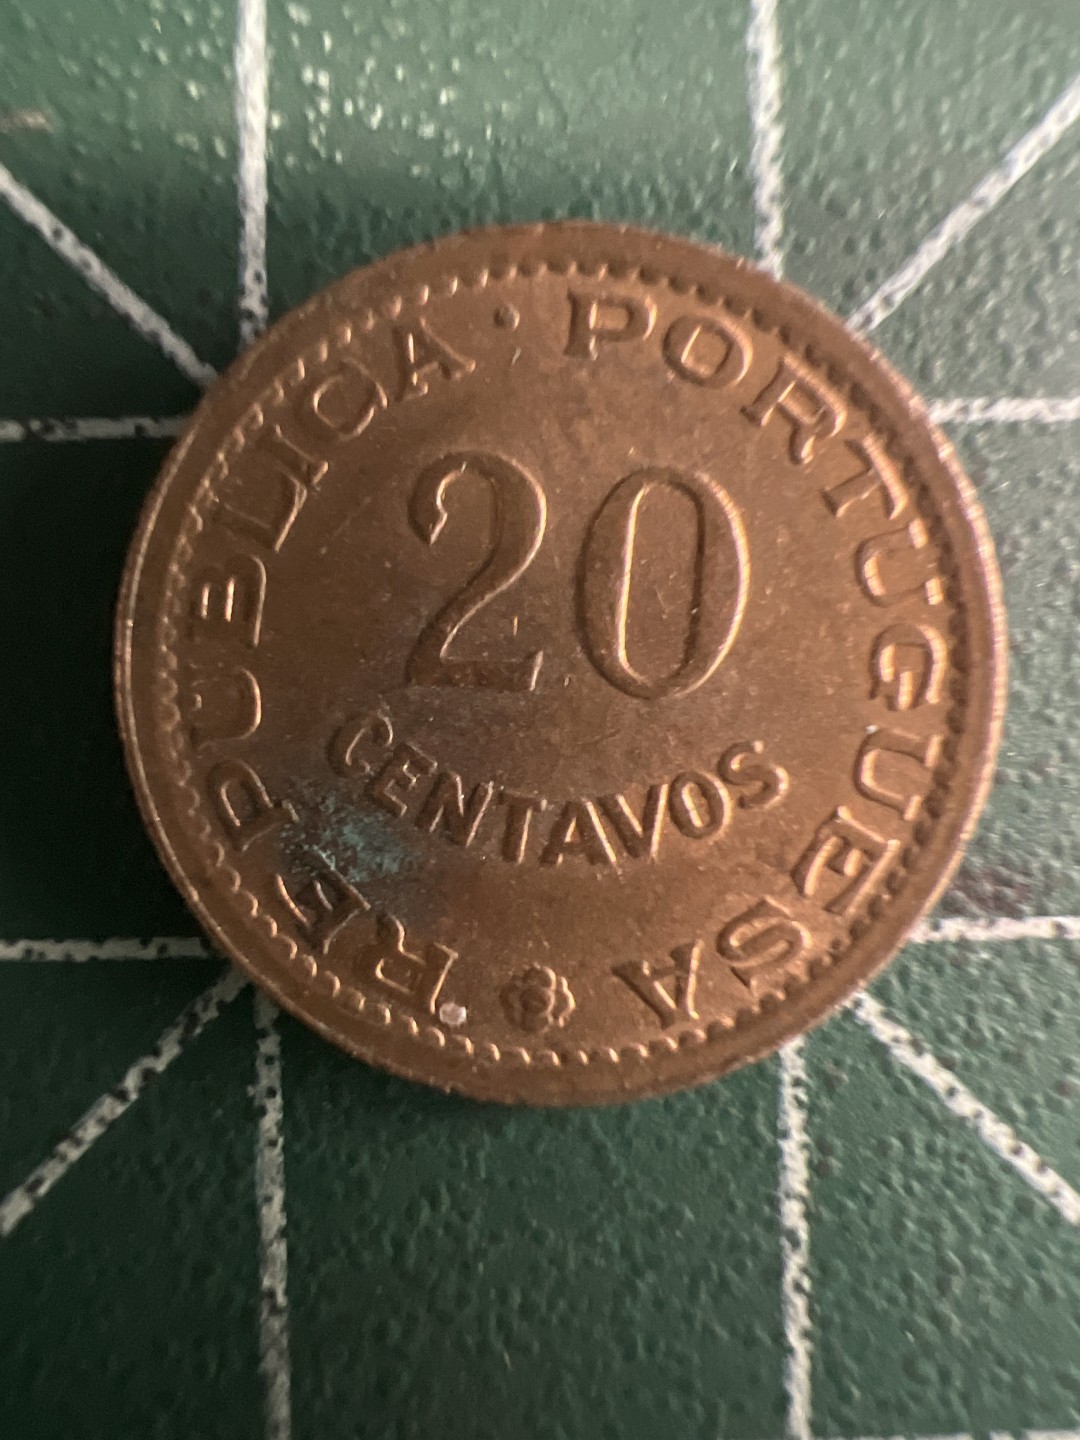 REPUBLICA · PORTUGUESA
20
CENTAVOS